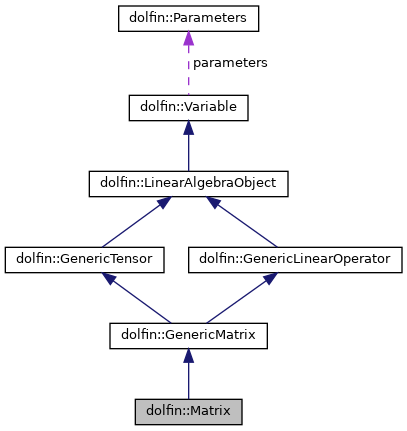 dolfin::Parameters
parameters
dolfin::Variable
dolfin::LinearAlgebraObject
dolfin::GenericTensor
dolfin::GenericLinearOperator
dolfin::GenericMatrix
dolfin::Matrix